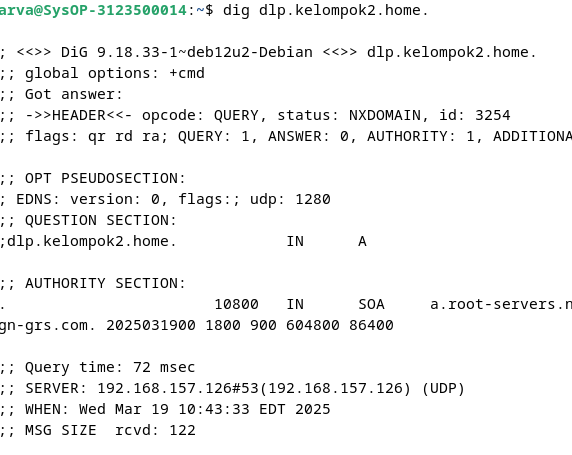 arva@SysOP-3123500014:~$ dig dlp.kelompok2.home.
; <<>> DiG 9.18.33-1~deb12u2-Debian <<>> dlp.kelompok2.home.
;; global options: +cmd
;; Got answer:
;; ->>HEADER<<- opcode: QUERY, status: NXDOMAIN, id: 3254
;; flags: qr rd ra; QUERY: 1, ANSWER: 0, AUTHORITY: 1, ADDITIONA
;; OPT PSEUDOSECTION:
; EDNS: version: 0, flags:; udp: 1280
;; QUESTION SECTION:
;dlp.kelompok2.home. IN A
;; AUTHORITY SECTION:
. 10800 IN SOA a.root-servers.n
gn-grs.com. 2025031900 1800 900 604800 86400
;; Query time: 72 msec
;; SERVER: 192.168.157.126#53(192.168.157.126) (UDP)
;; WHEN: Wed Mar 19 10:43:33 EDT 2025
;; MSG SIZE rcvd: 122